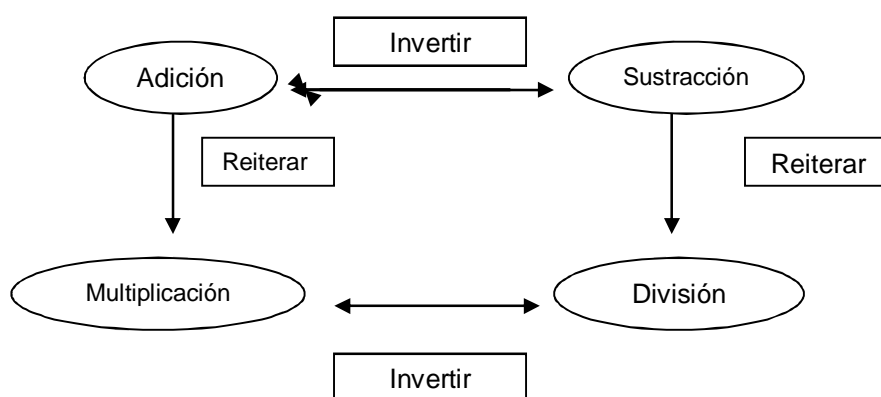 Invertir
Adición
Sustracción
Reiterar
Reiterar
Multiplicación
División
Invertir